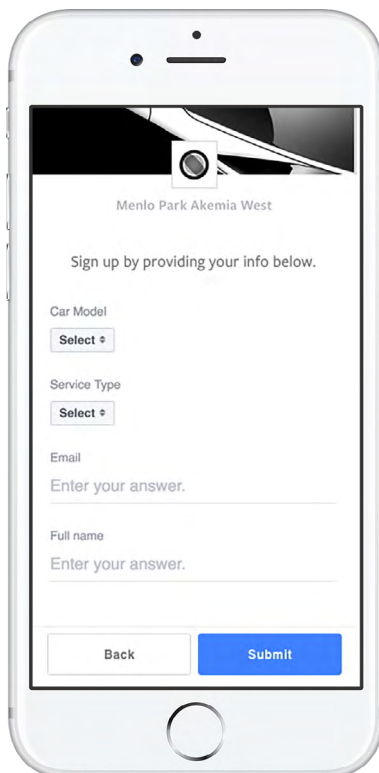 Menlo Park Akemia West
Sign up by providing your info below.
Car Model
Select
Service Type
Select
Email
Enter your answer.
Full name
Enter your answer.
Back Submit